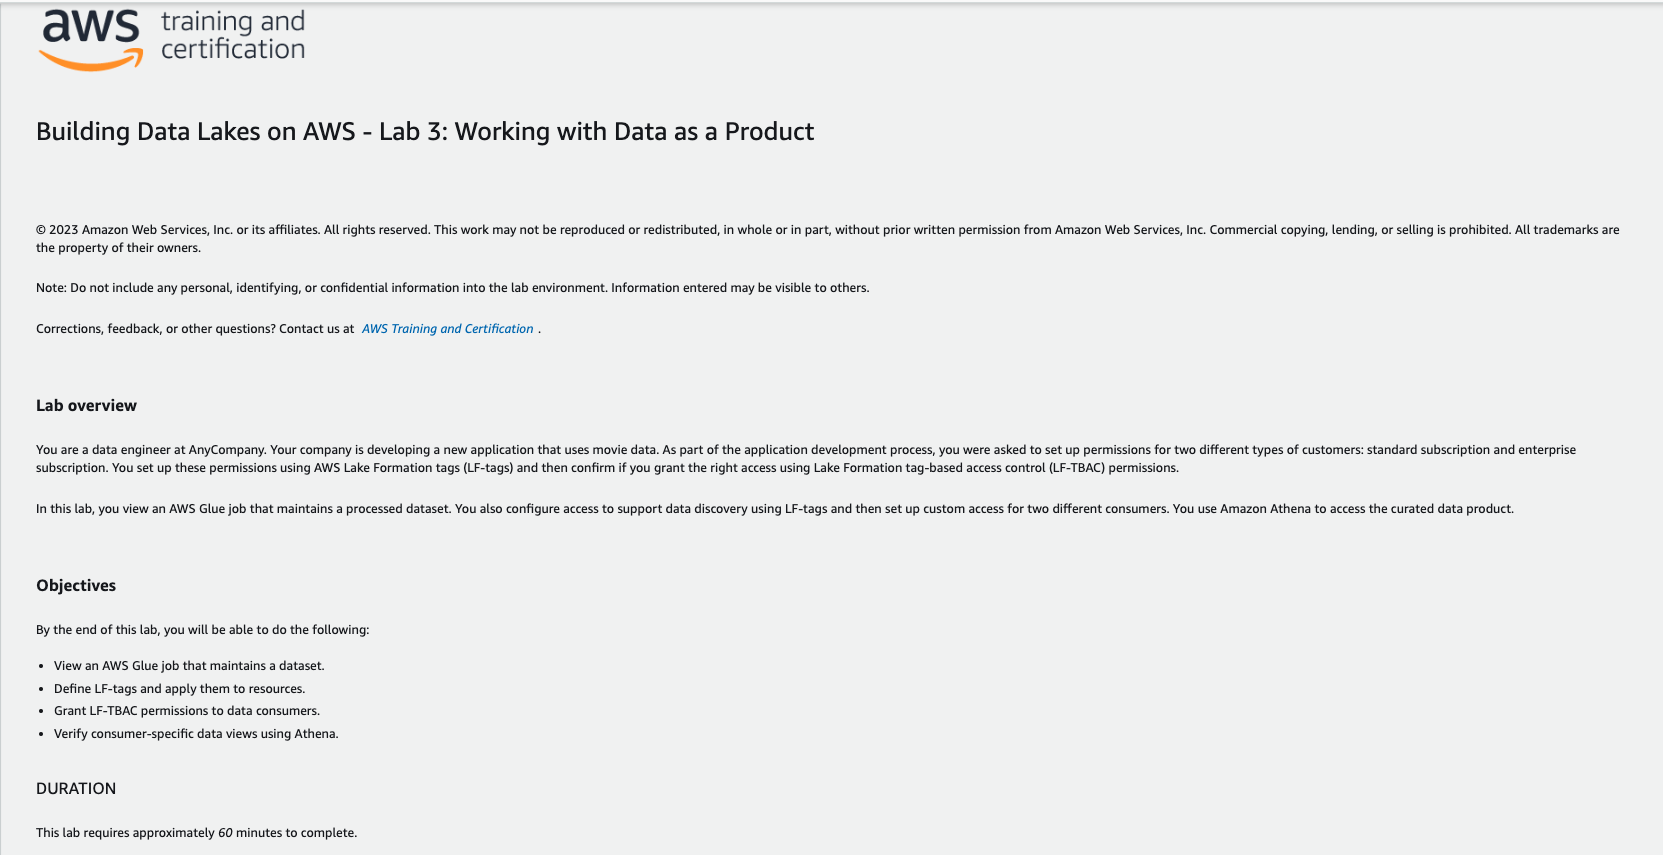 aws training and
certification
Building Data Lakes on AWS - Lab 3: Working with Data as a Product
© 2023 Amazon Web Services, Inc. or its affiliates. All rights reserved. This work may not be reproduced or redistributed, in whole or in part, without prior written permission from Amazon Web Services, Inc. Commercial copying, lending, or selling is prohibited. All trademarks are
the property of their owners.
Note: Do not include any personal, identifying, or confidential information into the lab environment. Information entered may be visible to others.
Corrections, feedback, or other questions? Contact us at AWS Training and Certification .
Lab overview
You are a data engineer at AnyCompany. Your company is developing a new application that uses movie data. As part of the application development process, you were asked to set up permissions for two different types of customers: standard subscription and enterprise
subscription. You set up these permissions using AWS Lake Formation tags (LF-tags) and then confirm if you grant the right access using Lake Formation tag-based access control (LF-TBAC) permissions.
In this lab, you view an AWS Glue job that maintains a processed dataset. You also configure access to support data discovery using LF-tags and then set up custom access for two different consumers. You use Amazon Athena to access the curated data product.
Objectives
By the end of this lab, you will be able to do the following:
• View an AWS Glue job that maintains a dataset.
• Define LF-tags and apply them to resources.
• Grant LF-TBAC permissions to data consumers.
• Verify consumer-specific data views using Athena.
DURATION
This lab requires approximately 60 minutes to complete.